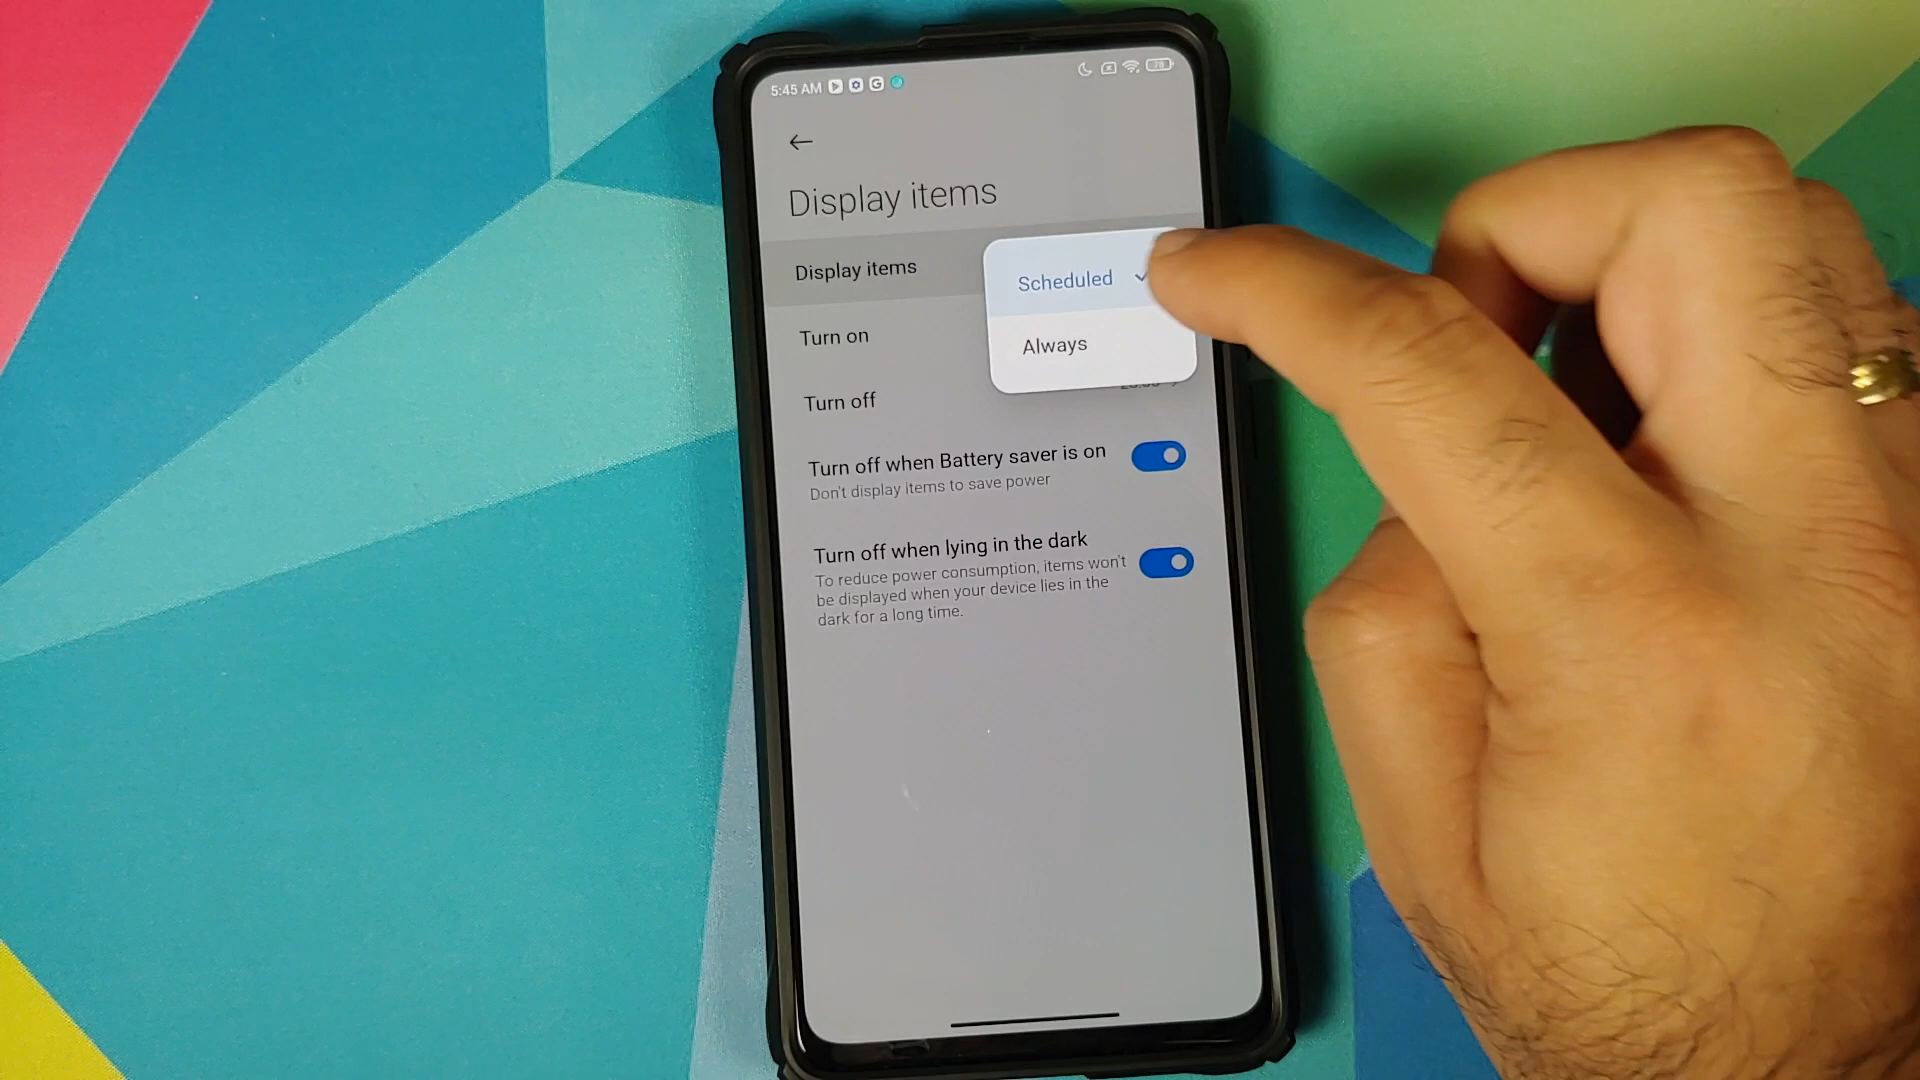 5:45 AM
78
Display items
Display items
Scheduled
Turn on
Always
Turn off
Turn off when Battery saver is on
Don't display items to save power
Turn off when lying in the dark
To reduce power consumption, items won't
be displayed when your device lies in the
dark for a long time.